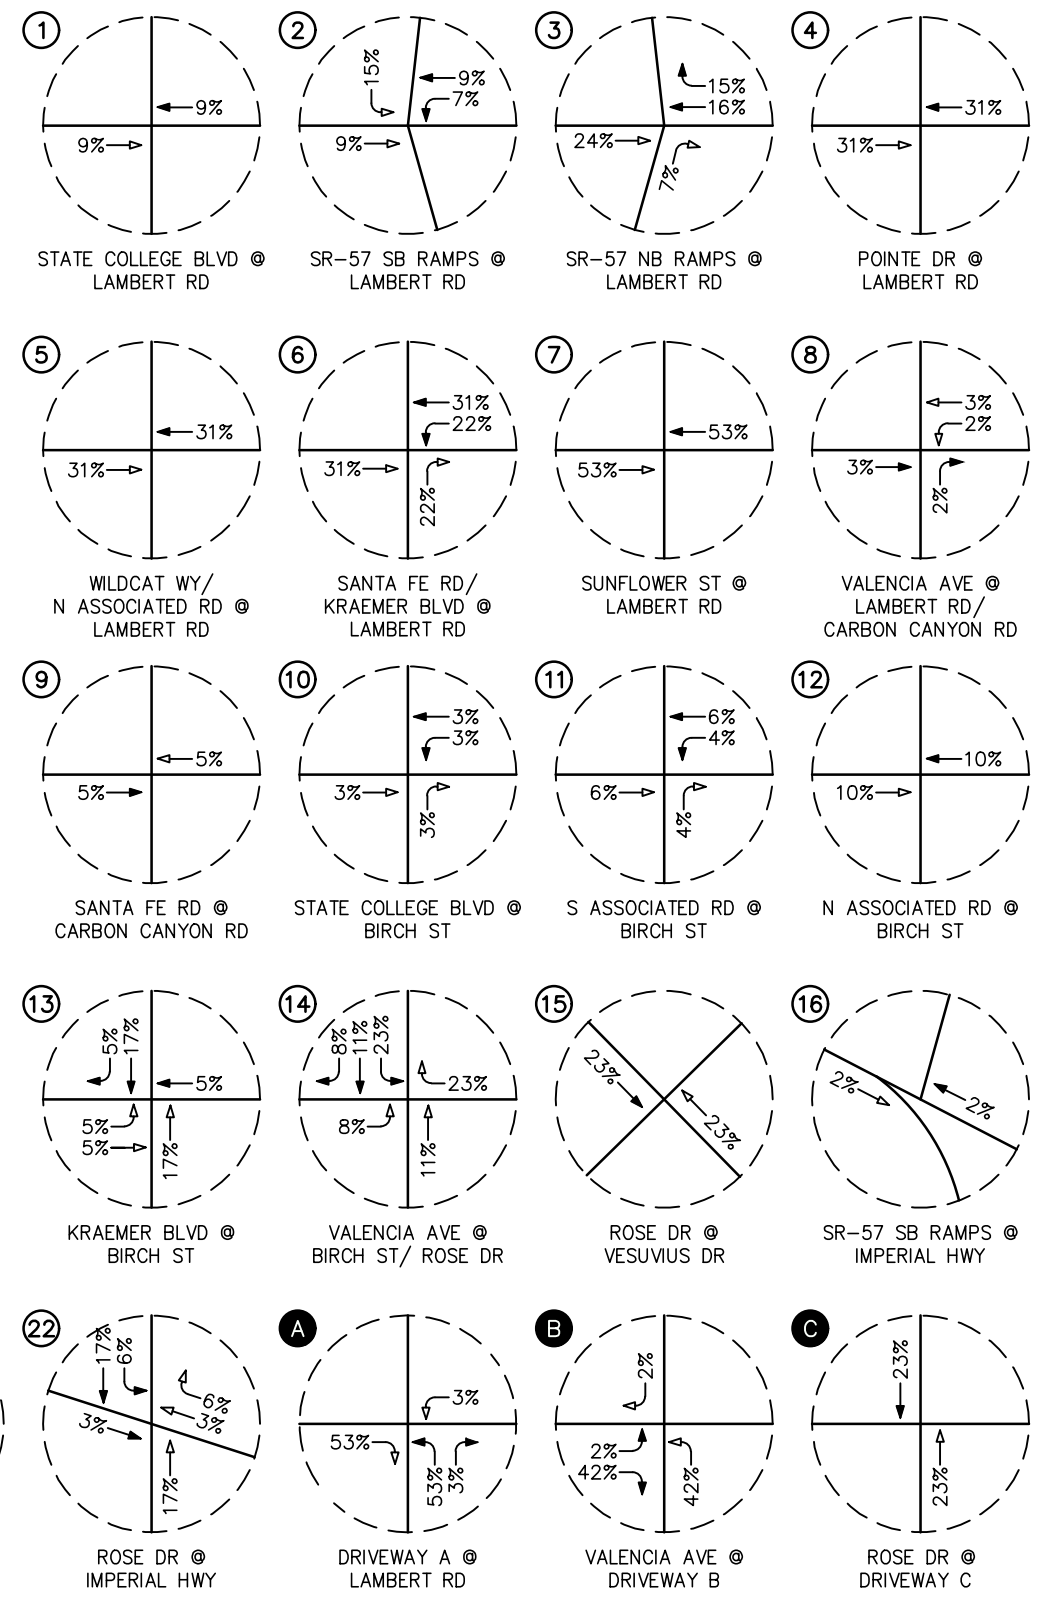 1
9%
9%
STATE COLLEGE BLVD @
LAMBERT RD
2
15%
9%
7%
9%
SR-57 SB RAMPS @
LAMBERT RD
3
15%
16%
24%
7%
SR-57 NB RAMPS @
LAMBERT RD
4
31%
31%
POINTE DR @
LAMBERT RD
5
31%
31%
WILDCAT WY/
N ASSOCIATED RD @
LAMBERT RD
6
31%
22%
31%
22%
SANTA FE RD/
KRAEMER BLVD @
LAMBERT RD
7
53%
53%
SUNFLOWER ST @
LAMBERT RD
8
3%
2%
3%
2%
VALENCIA AVE @
LAMBERT RD/
CARBON CANYON RD
9
5%
5%
SANTA FE RD @
CARBON CANYON RD
10
3%
3%
3%
3%
STATE COLLEGE BLVD @
BIRCH ST
11
6%
4%
6%
4%
S ASSOCIATED RD @
BIRCH ST
12
10%
10%
N ASSOCIATED RD @
BIRCH ST
13
5%
17%
5%
5%
5%
17%
KRAEMER BLVD @
BIRCH ST
14
8%
11%
23%
23%
8%
11%
VALENCIA AVE @
BIRCH ST/ ROSE DR
15
23%
23%
ROSE DR @
VESUVIUS DR
16
2%
2%
SR-57 SB RAMPS @
IMPERIAL HWY
22
17%
6%
6%
3%
3%
17%
ROSE DR @
IMPERIAL HWY
A
3%
53%
53%
3%
DRIVEWAY A @
LAMBERT RD
B
2%
2%
42%
42%
VALENCIA AVE @
DRIVEWAY B
C
23%
23%
ROSE DR @
DRIVEWAY C